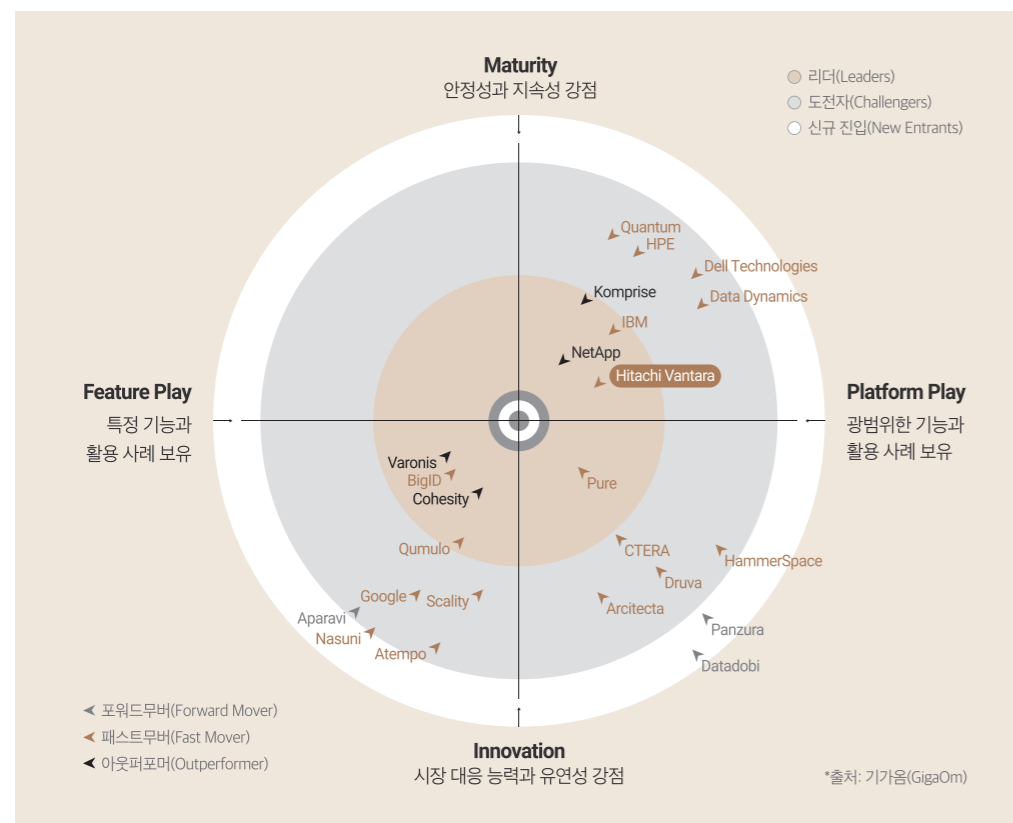 Maturity
안정성과 지속성 강점
리더(Leaders)
도전자(Challengers)
신규 진입(New Entrants)
Quantum
HPE
Dell Technologies
Komprise
Data Dynamics
IBM
NetApp
Hitachi Vantara
Feature Play
특정 기능과
활용 사례 보유
Platform Play
광범위한 기능과
활용 사례 보유
Varonis
BigID
Cohesity
Pure
Qumulo
CTERA
HammerSpace
Druva
Google
Scality
Arcitecta
Aparavi
Nasuni
Atempo
Panzura
Datadobi
포워드무버(Forward Mover)
패스트무버(Fast Mover)
아웃퍼포머(Outperformer)
Innovation
시장 대응 능력과 유연성 강점
*출처: 기가옴(GigaOm)